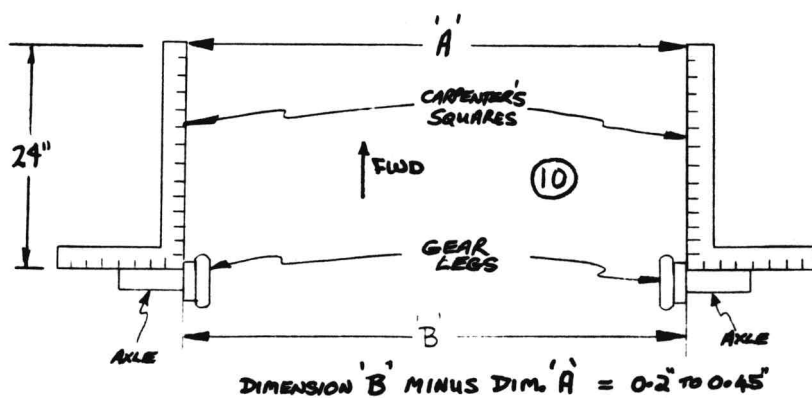 'A'
CARPENTER'S
SQUARES
24"
FWD
10
GEAR
LEGS
'B'
AXLE
AXLE
DIMENSION 'B' MINUS DIM. 'A' = 0.2" TO 0.45"